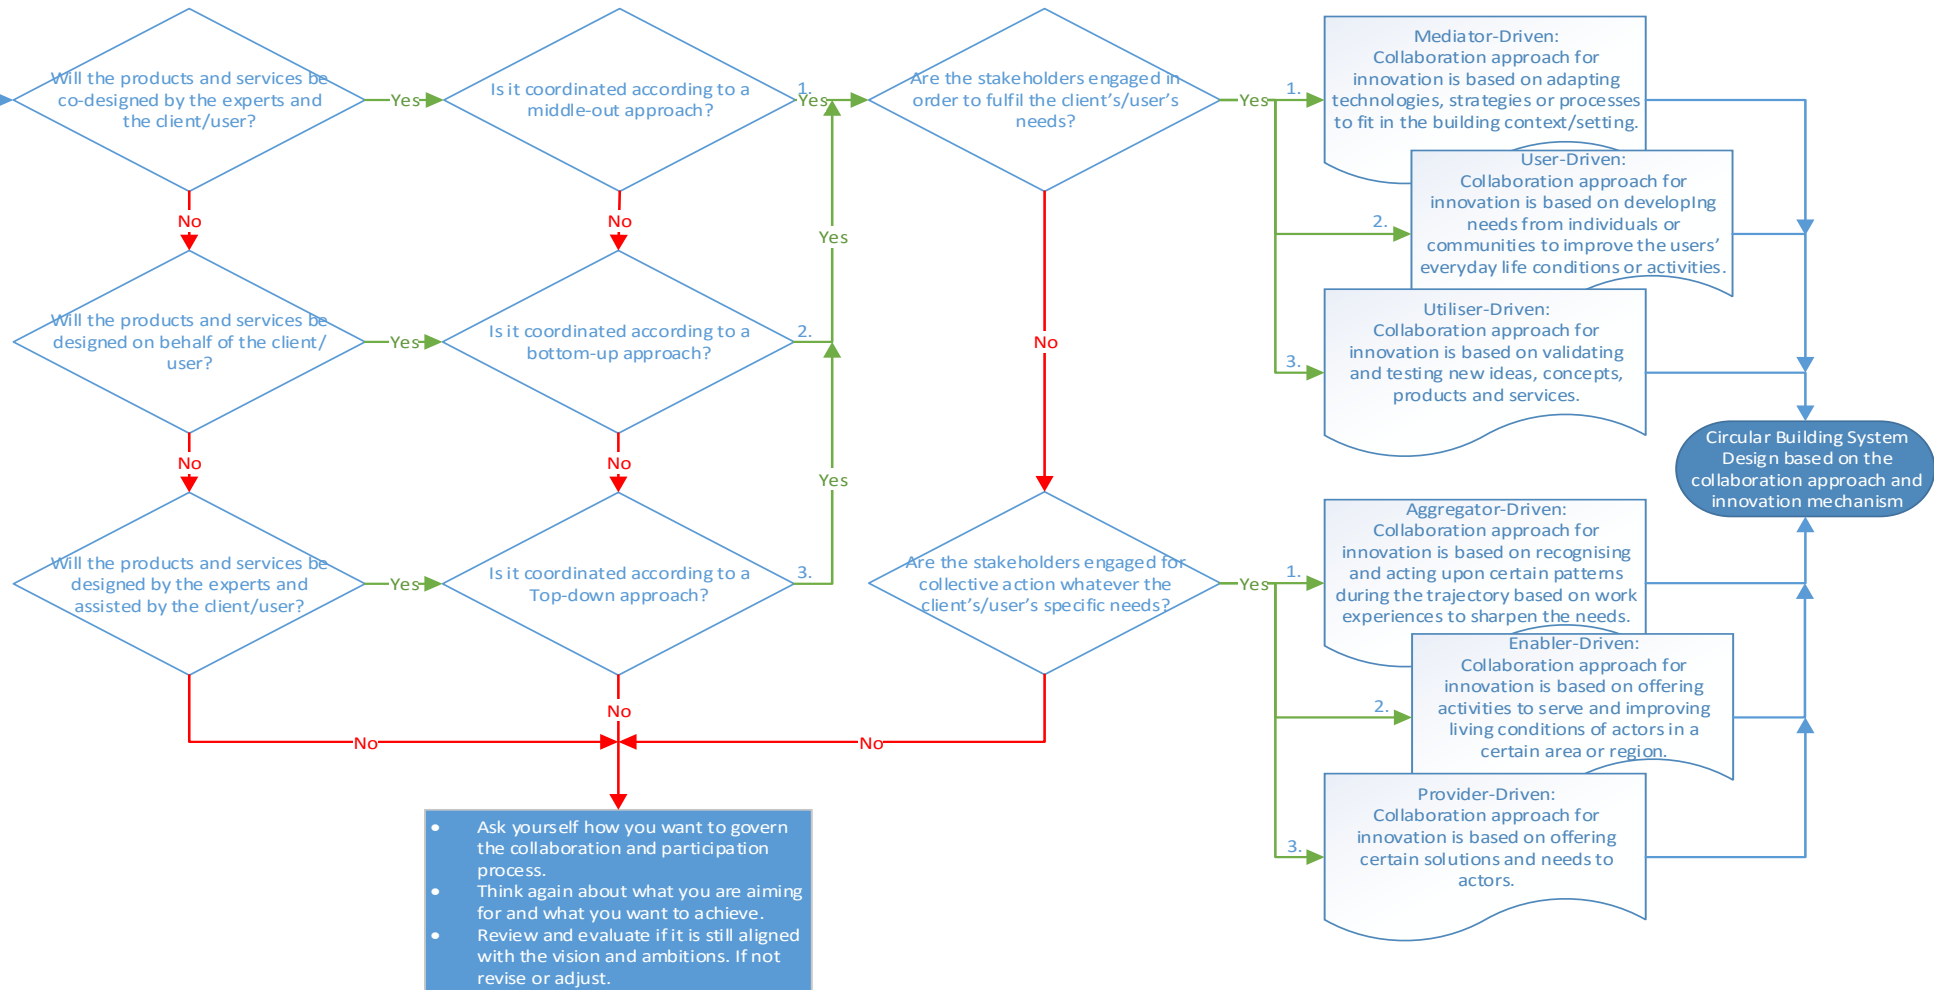 Will the products and services be
co-designed by the experts and
the client/user?
Yes
Is it coordinated according to a
middle-out approach?
1.
Yes
Are the stakeholders engaged in
order to fulfil the client's/user's
needs?
Yes
1.
Mediator-Driven:
Collaboration approach for
innovation is based on adapting
technologies, strategies or processes
to fit in the building context/setting.
2.
User-Driven:
Collaboration approach for
innovation is based on developIng
needs from individuals or
communities to improve the users'
everyday life conditions or activities.
3.
Utiliser-Driven:
Collaboration approach for
innovation is based on validating
and testing new ideas, concepts,
products and services.
No
No
Yes
No
Will the products and services be
designed on behalf of the client/
user?
Yes
Is it coordinated according to a
bottom-up approach?
2.
No
No
Yes
Circular Building System
Design based on the
collaboration approach and
innovation mechanism
Will the products and services be
designed by the experts and
assisted by the client/user?
Yes
Is it coordinated according to a
Top-down approach?
3.
Are the stakeholders engaged for
collective action whatever the
client's/user's specific needs?
Yes
1.
Aggregator-Driven:
Collaboration approach for
innovation is based on recognising
and acting upon certain patterns
during the trajectory based on work
experiences to sharpen the needs.
2.
Enabler-Driven:
Collaboration approach for
innovation is based on offering
activities to serve and improving
living conditions of actors in a
certain area or region.
3.
Provider-Driven:
Collaboration approach for
innovation is based on offering
certain solutions and needs to
actors.
No
No
No
• Ask yourself how you want to govern
the collaboration and participation
process.
• Think again about what you are aiming
for and what you want to achieve.
• Review and evaluate if it is still aligned
with the vision and ambitions. If not
revise or adjust.